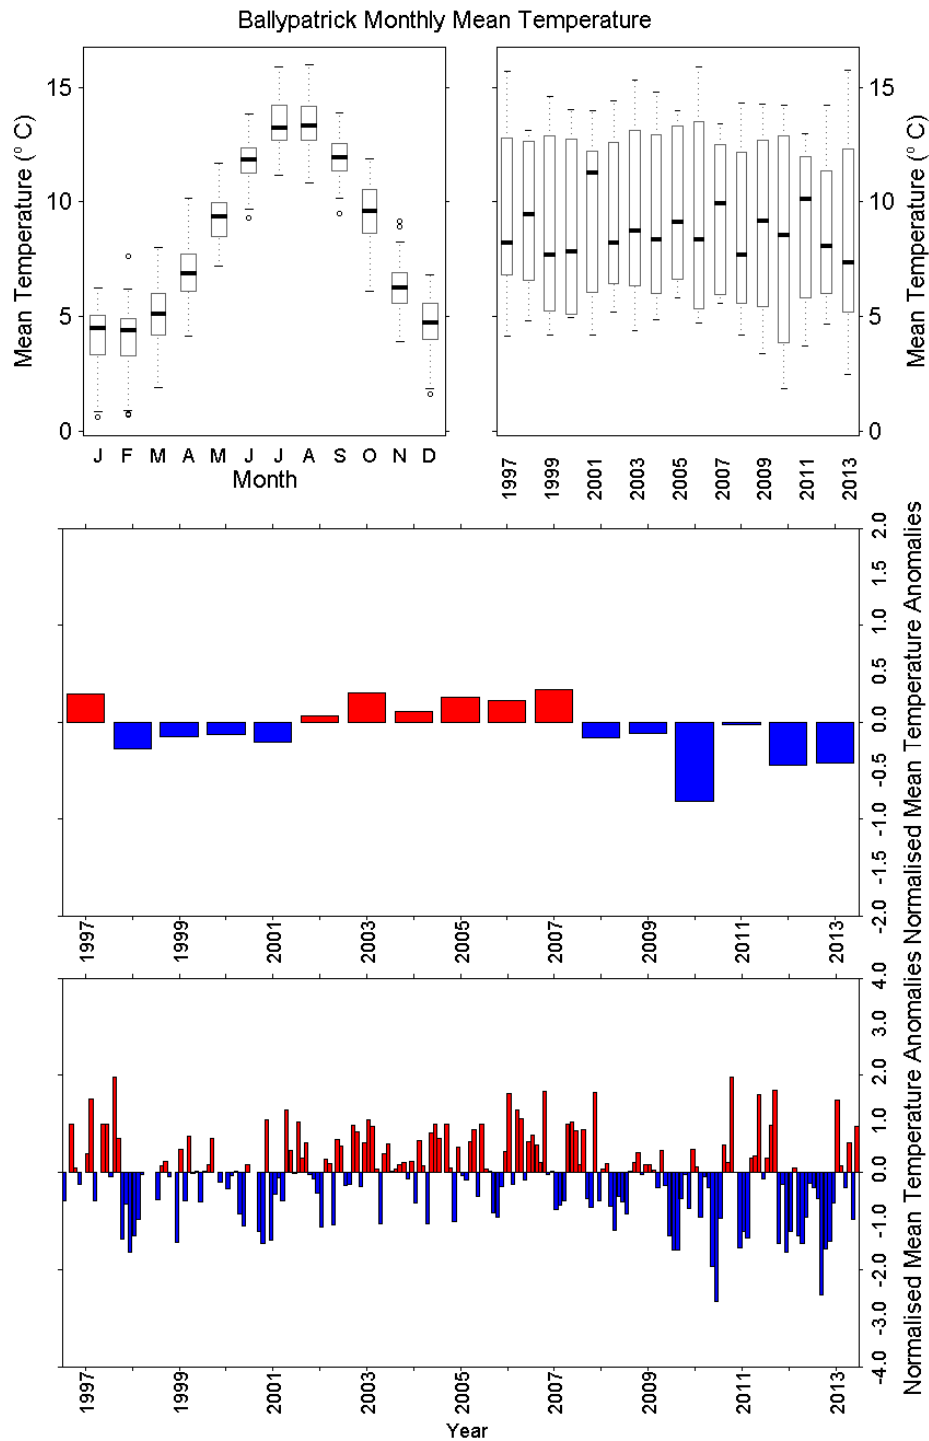 Ballypatrick Monthly Mean Temperature
Mean Temperature (° C)
15
10
5
0
J F M A M J J A S O N D
Month
15
10
5
0
Mean Temperature (° C)
1997 1999 2001 2003 2005 2007 2009 2011 2013
2.0
1.5
1.0
0.5
0.0
-0.5
-1.0
-1.5
-2.0
Normalised Mean Temperature Anomalies
1997 1999 2001 2003 2005 2007 2009 2011 2013
4.0
3.0
2.0
1.0
0.0
-1.0
-2.0
-3.0
-4.0
Normalised Mean Temperature Anomalies
1997 1999 2001 2003 2005 2007 2009 2011 2013
Year